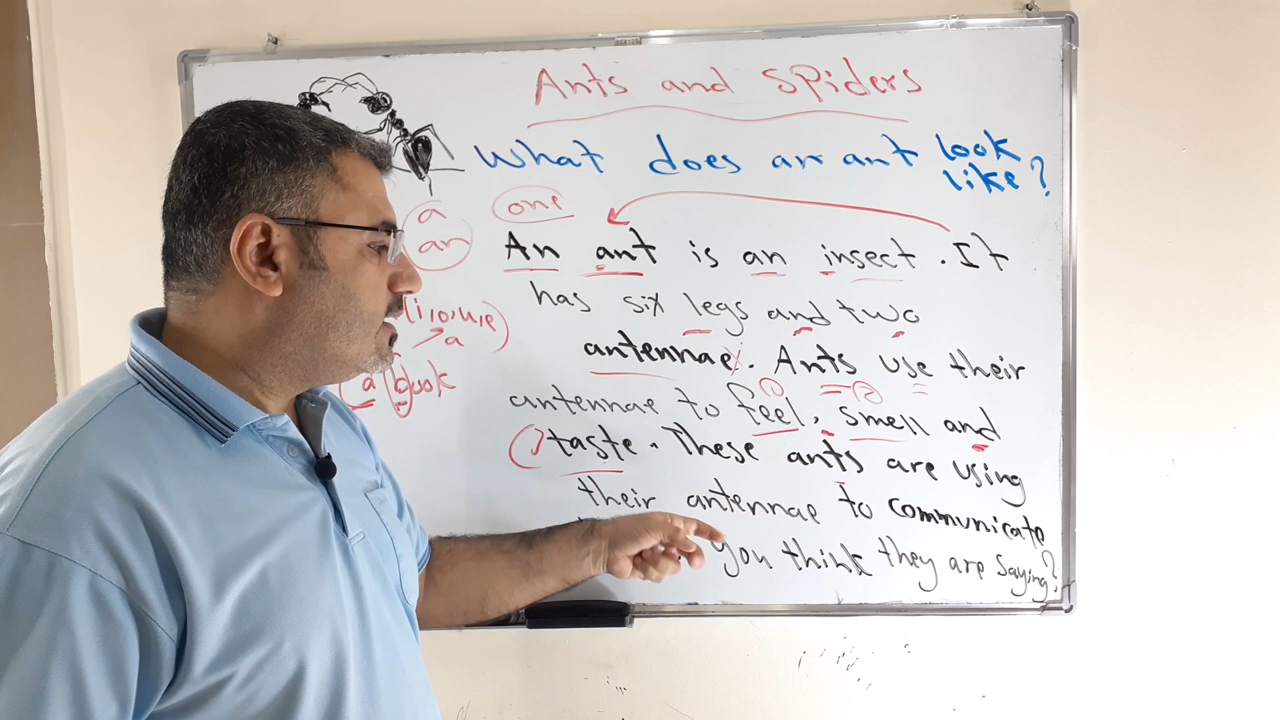 Ants and Spiders
What does an ant look like?
a
an
one
An ant is an insect. It
has six legs and two
antennae. Ants use their
antennae to feel, smell and
taste. These ants are using
their antennae to communicate
you think they are saying?
(i,o,u,e)
a
a book